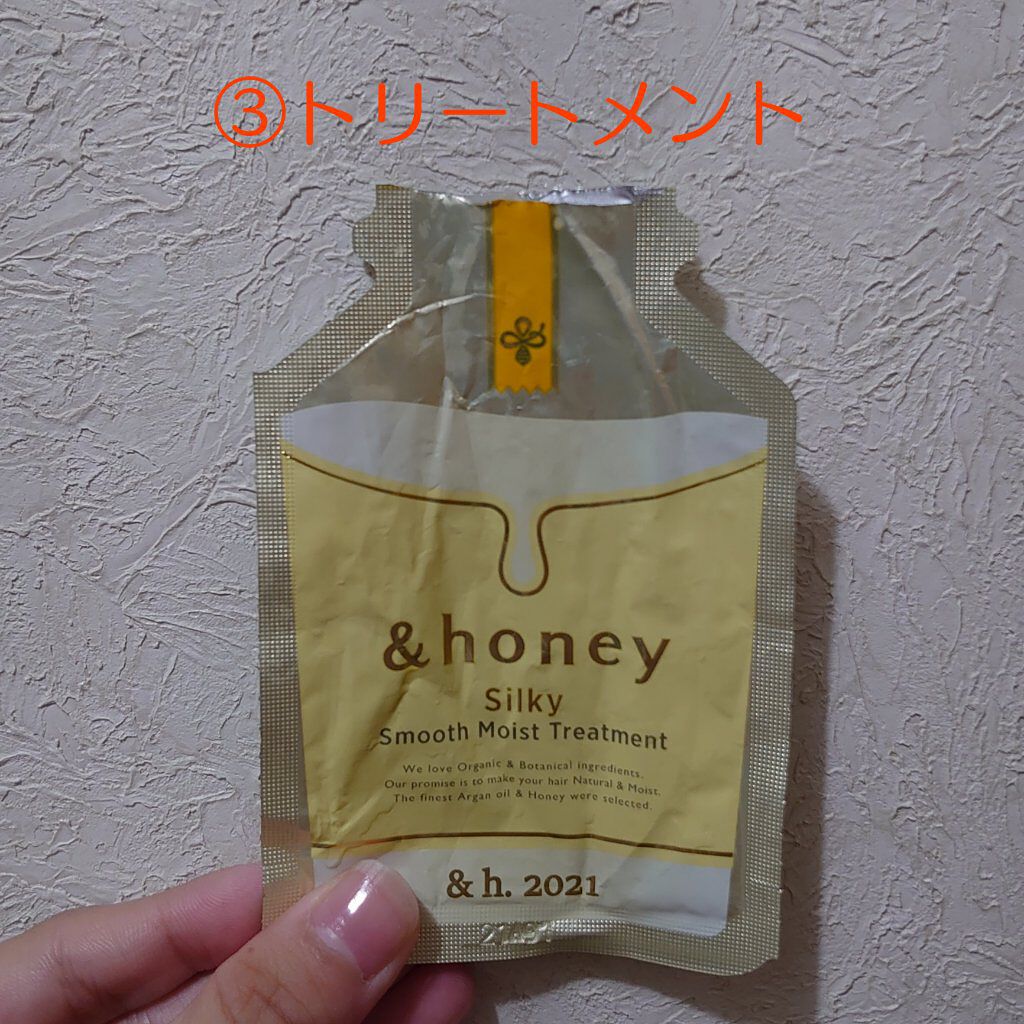 ③トリートメント
&honey
Silky
Smooth Moist Treatment
We love Organic & Botanical ingredients.
Our promise is to make your hair Natural & Moist.
The finest Argan oil & Honey were selected.
& h. 2021